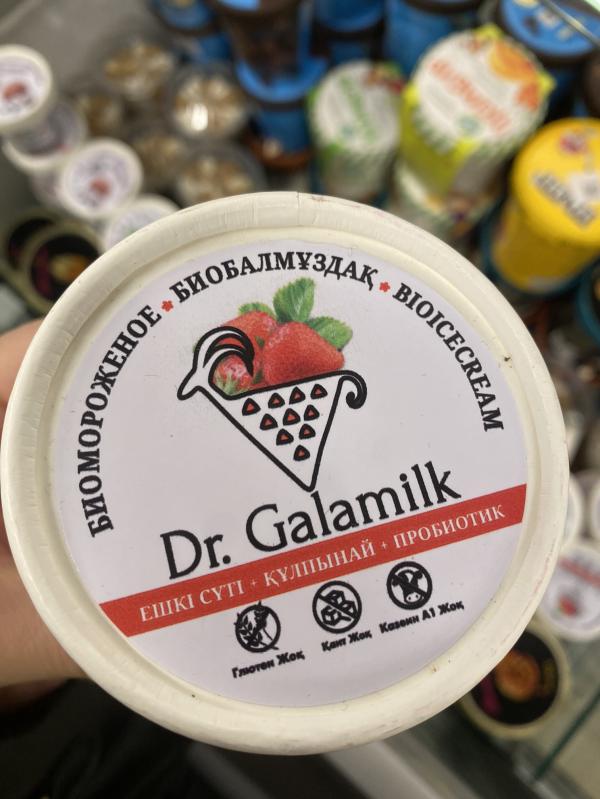 БИОМОРОЖЕНОЕ * БИОБАЛМҰЗДАҚ * BIOICECREAM
Dr. Galamilk
ЕШКІ СҮТІ + ҚҰЛПЫНАЙ + ПРОБИОТИК
Глютен Жоқ
Қант Жоқ
Казеин А1 Жоқ